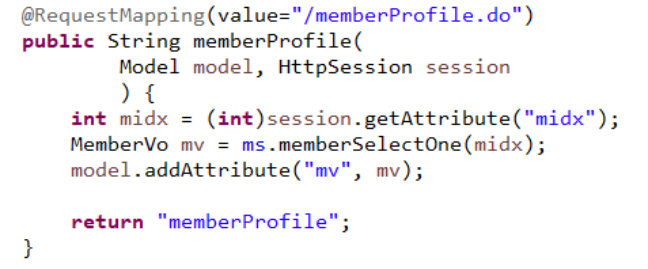 @RequestMapping(value="/memberProfile.do")
public String memberProfile(
        Model model, HttpSession session
        ) {
    int midx = (int)session.getAttribute("midx");
    MemberVo mv = ms.memberSelectOne(midx);
    model.addAttribute("mv", mv);

    return "memberProfile";
}